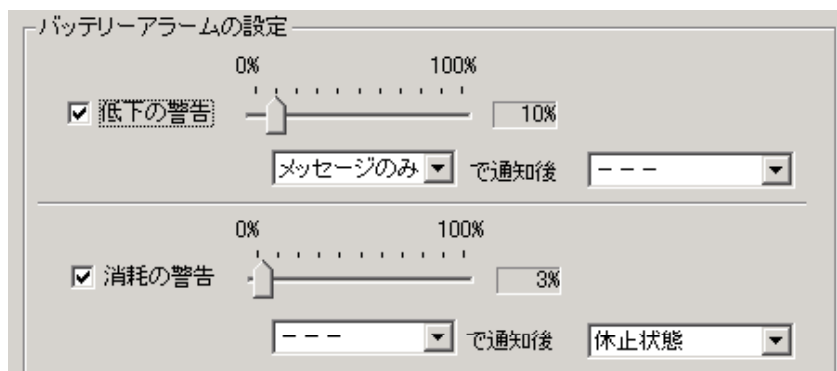 バッテリーアラームの設定
0% 100%
低下の警告 10%
メッセージのみ で通知後 ---
0% 100%
消耗の警告 3%
--- で通知後 休止状態